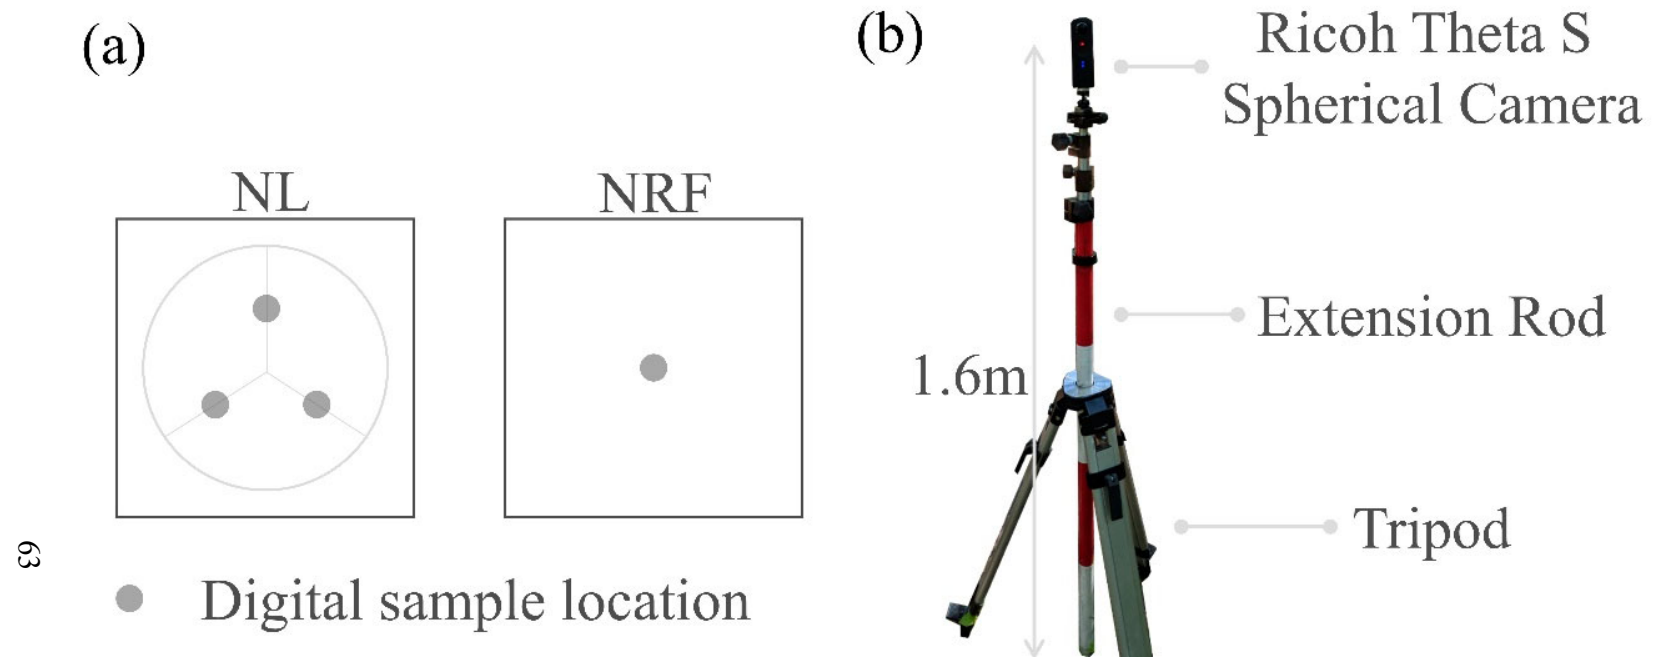 (a)
NL
NRF
Digital sample location
63
(b)
Ricoh Theta S
Spherical Camera
1.6m
Extension Rod
Tripod